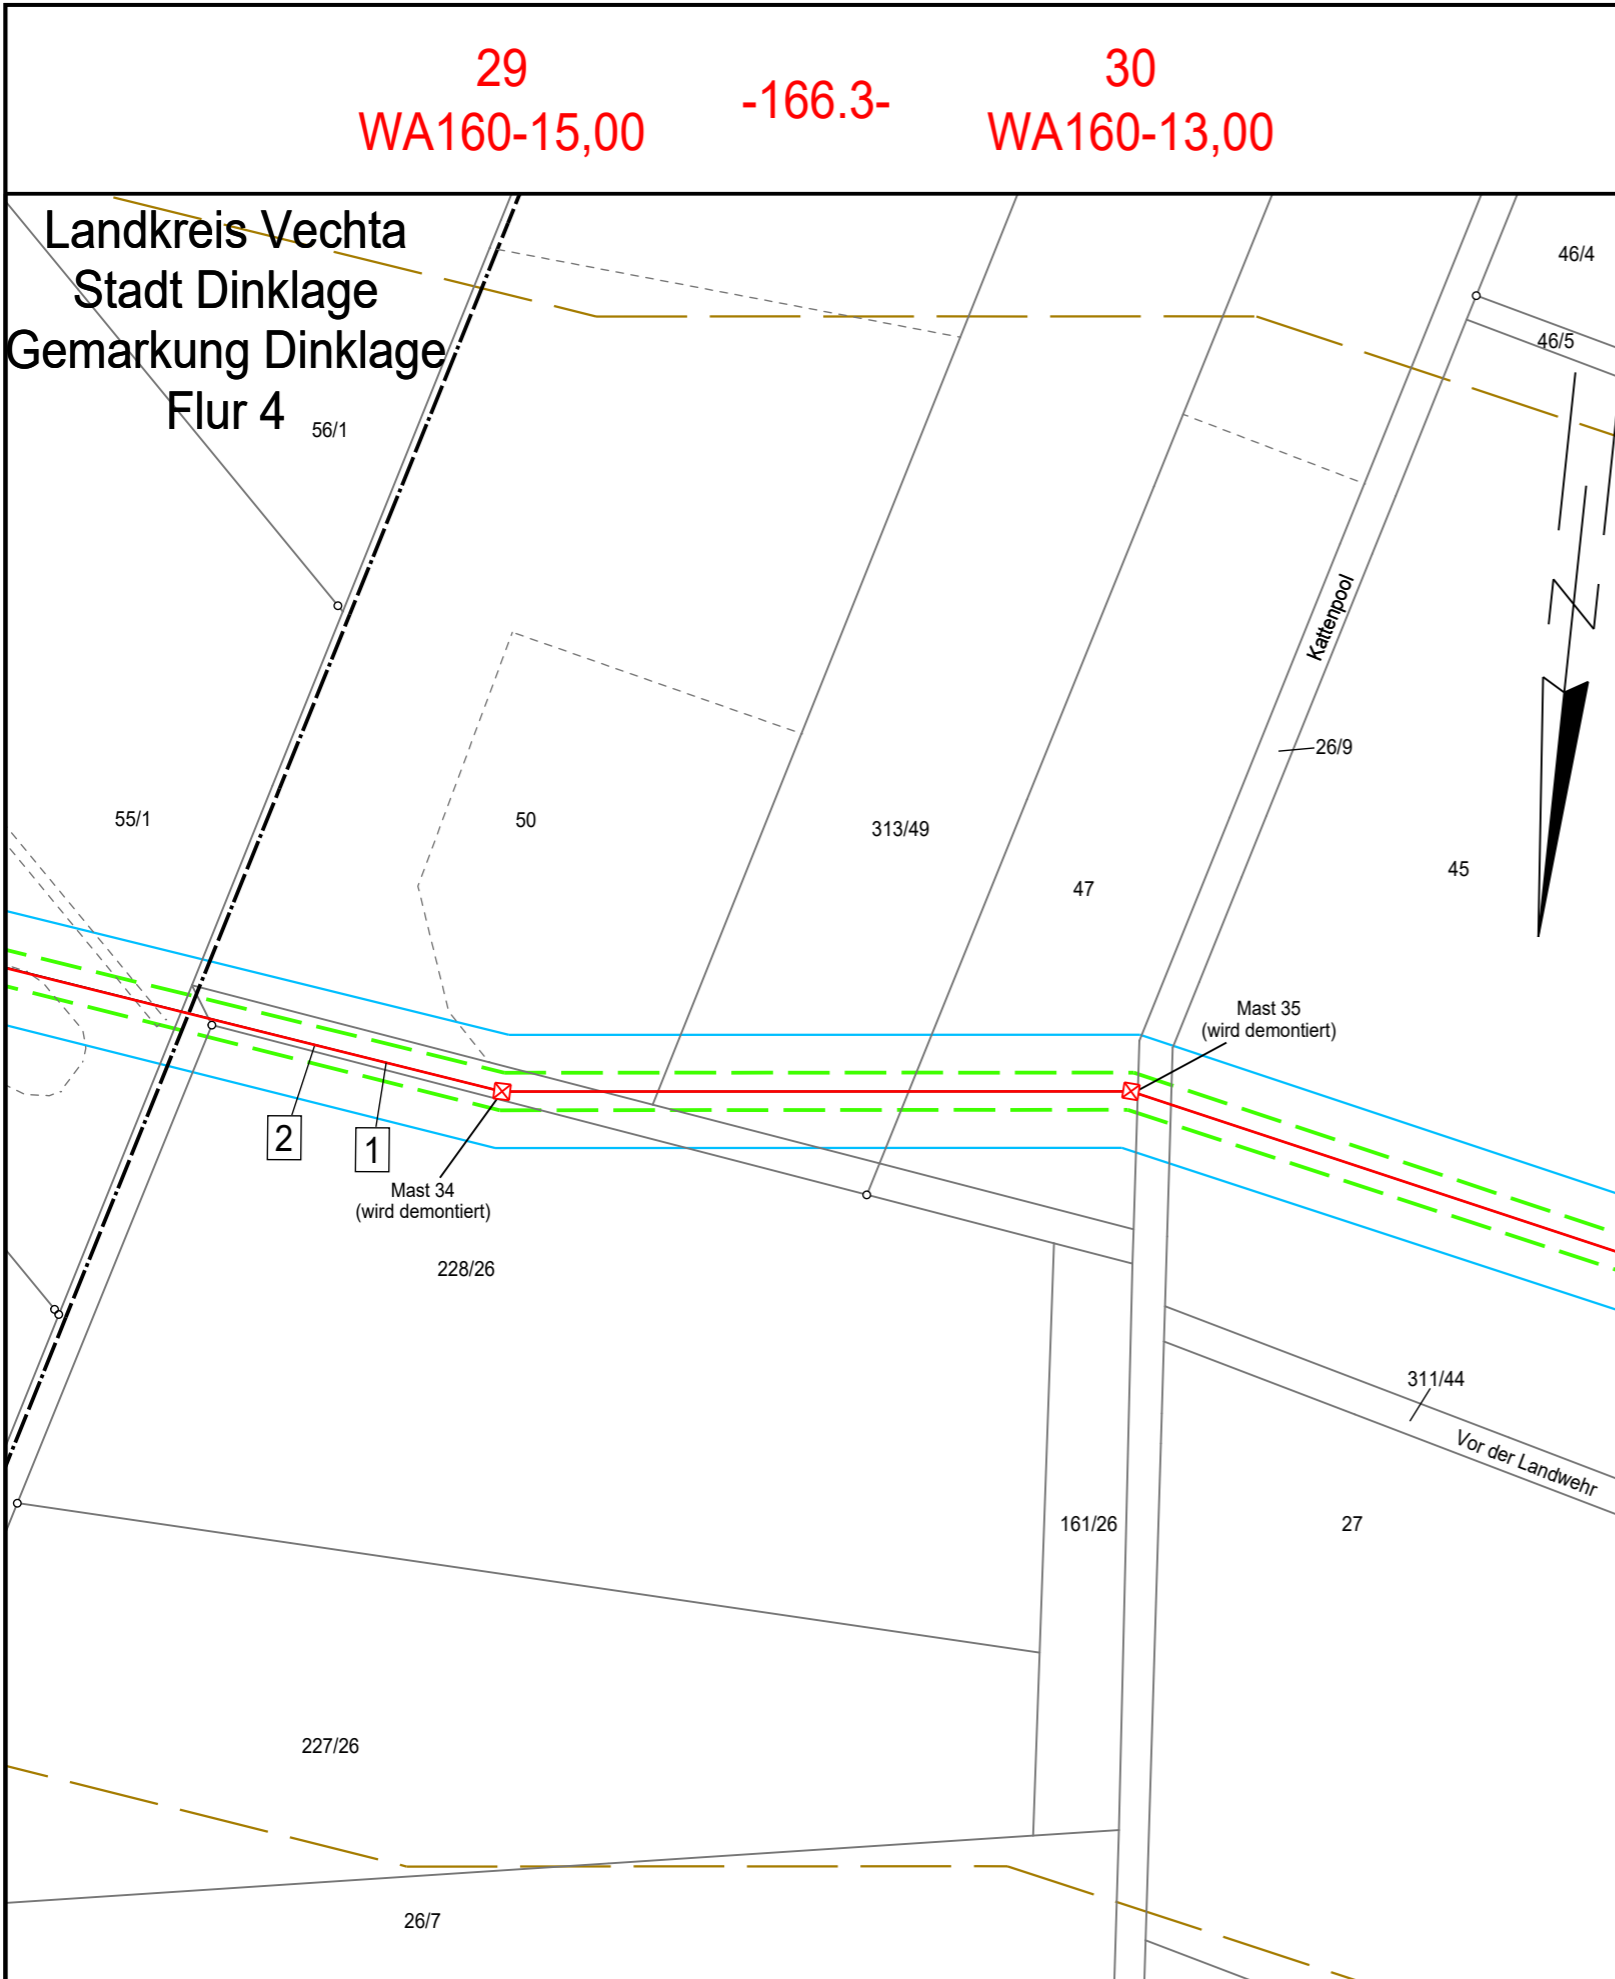 29
WA160-15,00
-166.3-
30
WA160-13,00
Landkreis Vechta
Stadt Dinklage
Gemarkung Dinklage
Flur 4
56/1
46/4
46/5
Kattenpool
26/9
55/1
50
313/49
47
45
N
Mast 35
(wird demontiert)
2
1
Mast 34
(wird demontiert)
228/26
311/44
Vor der Landwehr
161/26
27
227/26
26/7